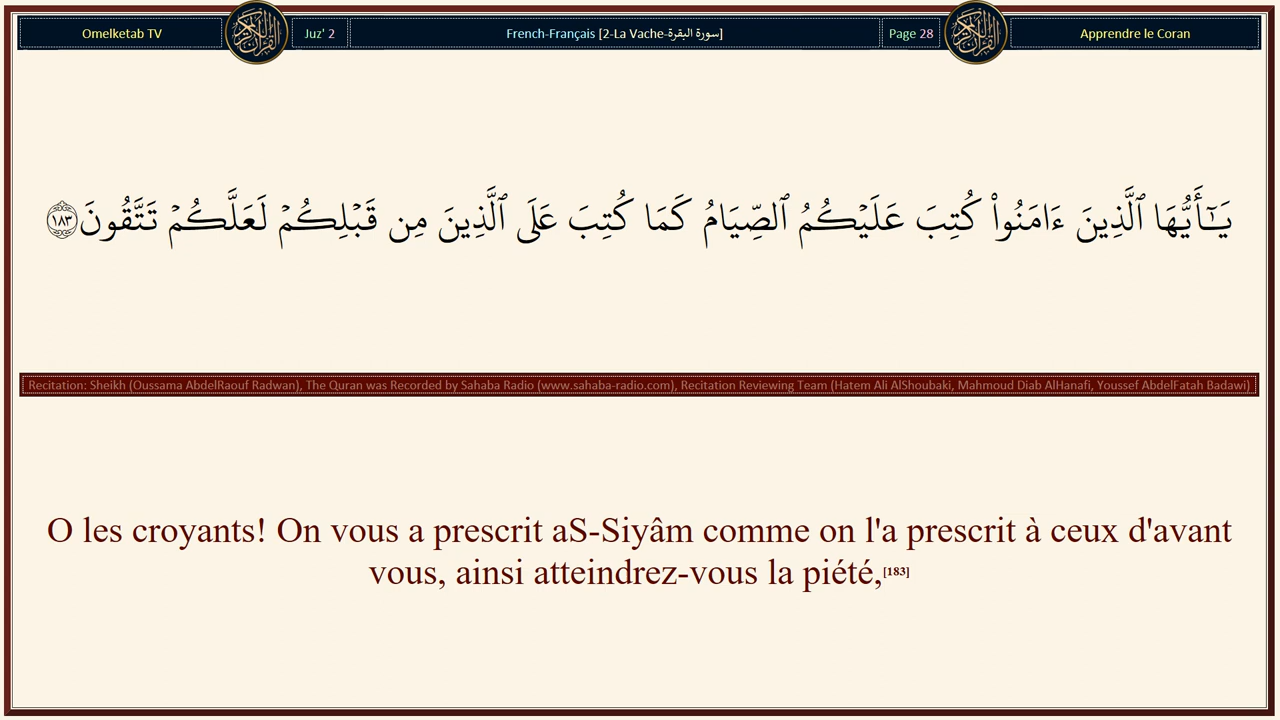 Omelketab TV
Juz' 2
French-Français [2-La Vache-سورة البقرة]
Page 28
Apprendre le Coran
يَـٰٓأَيُّهَا ٱلَّذِينَ ءَامَنُوا۟ كُتِبَ عَلَيْكُمُ ٱلصِّيَامُ كَمَا كُتِبَ عَلَى ٱلَّذِينَ مِن قَبْلِكُمْ لَعَلَّكُمْ تَتَّقُونَ ١٨٣
Recitation: Sheikh (Oussama AbdelRaouf Radwan), The Quran was Recorded by Sahaba Radio (www.sahaba-radio.com), Recitation Reviewing Team (Hatem Ali AlShoubaki, Mahmoud Diab AlHanafi, Youssef AbdelFatah Badawi)
O les croyants! On vous a prescrit aS-Siyâm comme on l'a prescrit à ceux d'avant
vous, ainsi atteindrez-vous la piété,[183]